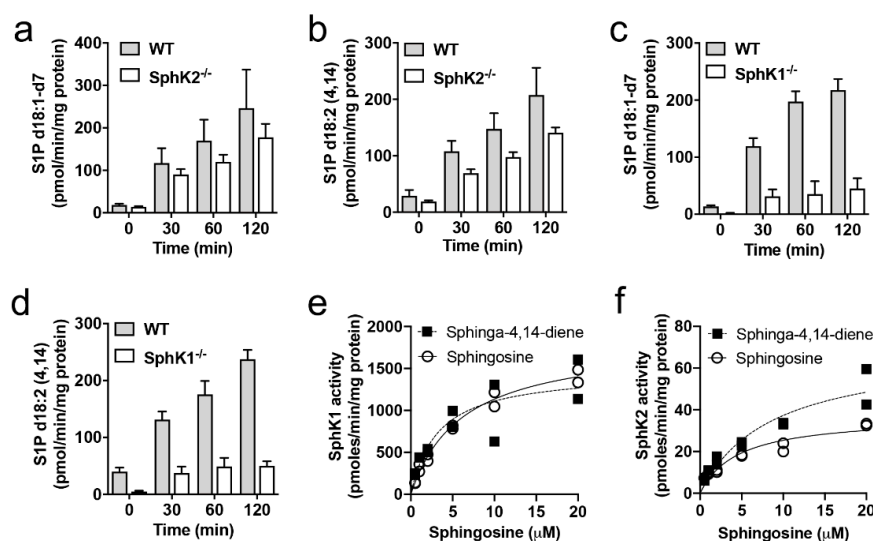 a
S1P d18:1-d7
(pmol/min/mg protein)
400
300
200
100
0
WT
SphK2-/-
0 30 60 120
Time (min)
b
S1P d18:2 (4,14)
(pmol/min/mg protein)
300
200
100
0
WT
SphK2-/-
0 30 60 120
Time (min)
c
S1P d18:1-d7
(pmol/min/mg protein)
300
200
100
0
WT
SphK1-/-
0 30 60 120
Time (min)
d
S1P d18:2 (4,14)
(pmol/min/mg protein)
300
200
100
0
WT
SphK1-/-
0 30 60 120
Time (min)
e
SphK1 activity
(pmoles/min/mg protein)
2000
1500
1000
500
0
Sphinga-4,14-diene
Sphingosine
0 5 10 15 20
Sphingosine (μM)
f
SphK2 activity
(pmoles/min/mg protein)
80
60
40
20
0
Sphinga-4,14-diene
Sphingosine
0 5 10 15 20
Sphingosine (μM)